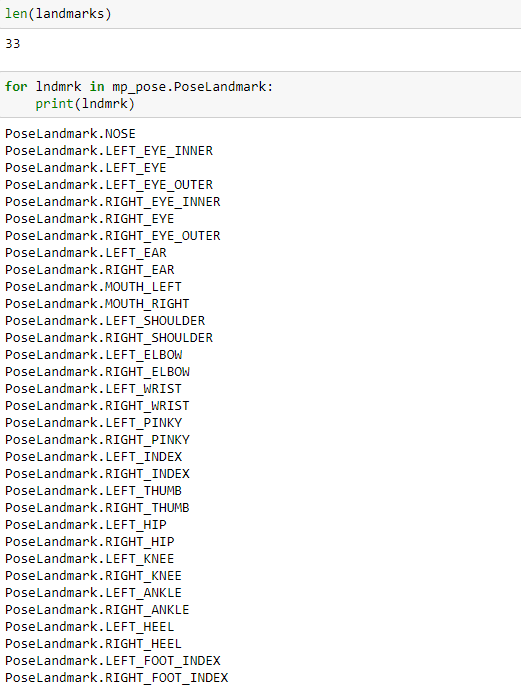 len(landmarks)
33
for lndmrk in mp_pose.PoseLandmark:
    print(lndmrk)
PoseLandmark.NOSE
PoseLandmark.LEFT_EYE_INNER
PoseLandmark.LEFT_EYE
PoseLandmark.LEFT_EYE_OUTER
PoseLandmark.RIGHT_EYE_INNER
PoseLandmark.RIGHT_EYE
PoseLandmark.RIGHT_EYE_OUTER
PoseLandmark.LEFT_EAR
PoseLandmark.RIGHT_EAR
PoseLandmark.MOUTH_LEFT
PoseLandmark.MOUTH_RIGHT
PoseLandmark.LEFT_SHOULDER
PoseLandmark.RIGHT_SHOULDER
PoseLandmark.LEFT_ELBOW
PoseLandmark.RIGHT_ELBOW
PoseLandmark.LEFT_WRIST
PoseLandmark.RIGHT_WRIST
PoseLandmark.LEFT_PINKY
PoseLandmark.RIGHT_PINKY
PoseLandmark.LEFT_INDEX
PoseLandmark.RIGHT_INDEX
PoseLandmark.LEFT_THUMB
PoseLandmark.RIGHT_THUMB
PoseLandmark.LEFT_HIP
PoseLandmark.RIGHT_HIP
PoseLandmark.LEFT_KNEE
PoseLandmark.RIGHT_KNEE
PoseLandmark.LEFT_ANKLE
PoseLandmark.RIGHT_ANKLE
PoseLandmark.LEFT_HEEL
PoseLandmark.RIGHT_HEEL
PoseLandmark.LEFT_FOOT_INDEX
PoseLandmark.RIGHT_FOOT_INDEX